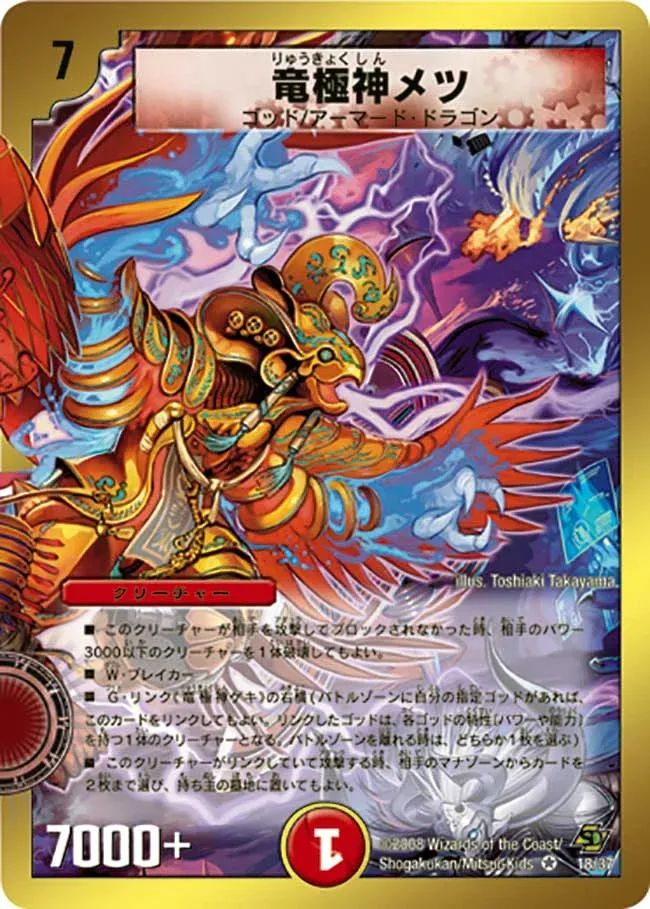 7
りゅうきょくしん
竜極神メツ
ゴッド/アーマード・ドラゴン
illus. Toshiaki Takayama
クリーチャー
■ このクリーチャーが相手を攻撃してブロックされなかった時、相手のパワー
3000以下のクリーチャーを1体破壊してもよい。
■ W・ブレイカー
■ G・リンク《竜極神ゲキ》の右横(バトルゾーンに自分の指定ゴッドがあれば、
このカードをリンクしてもよい。リンクしたゴッドは、各ゴッドの特性(パワーや能力)
を持つ1体のクリーチャーとなる。バトルゾーンを離れる時は、どちらか1枚を選ぶ)
■ このクリーチャーがリンクしていて攻撃する時、相手のマナゾーンからカードを
2枚まで選び、持ち主の墓地に置いてもよい。
7000+
1
©2008 Wizards of the Coast/
Shogakukan/Mitsui-Kids
18/37